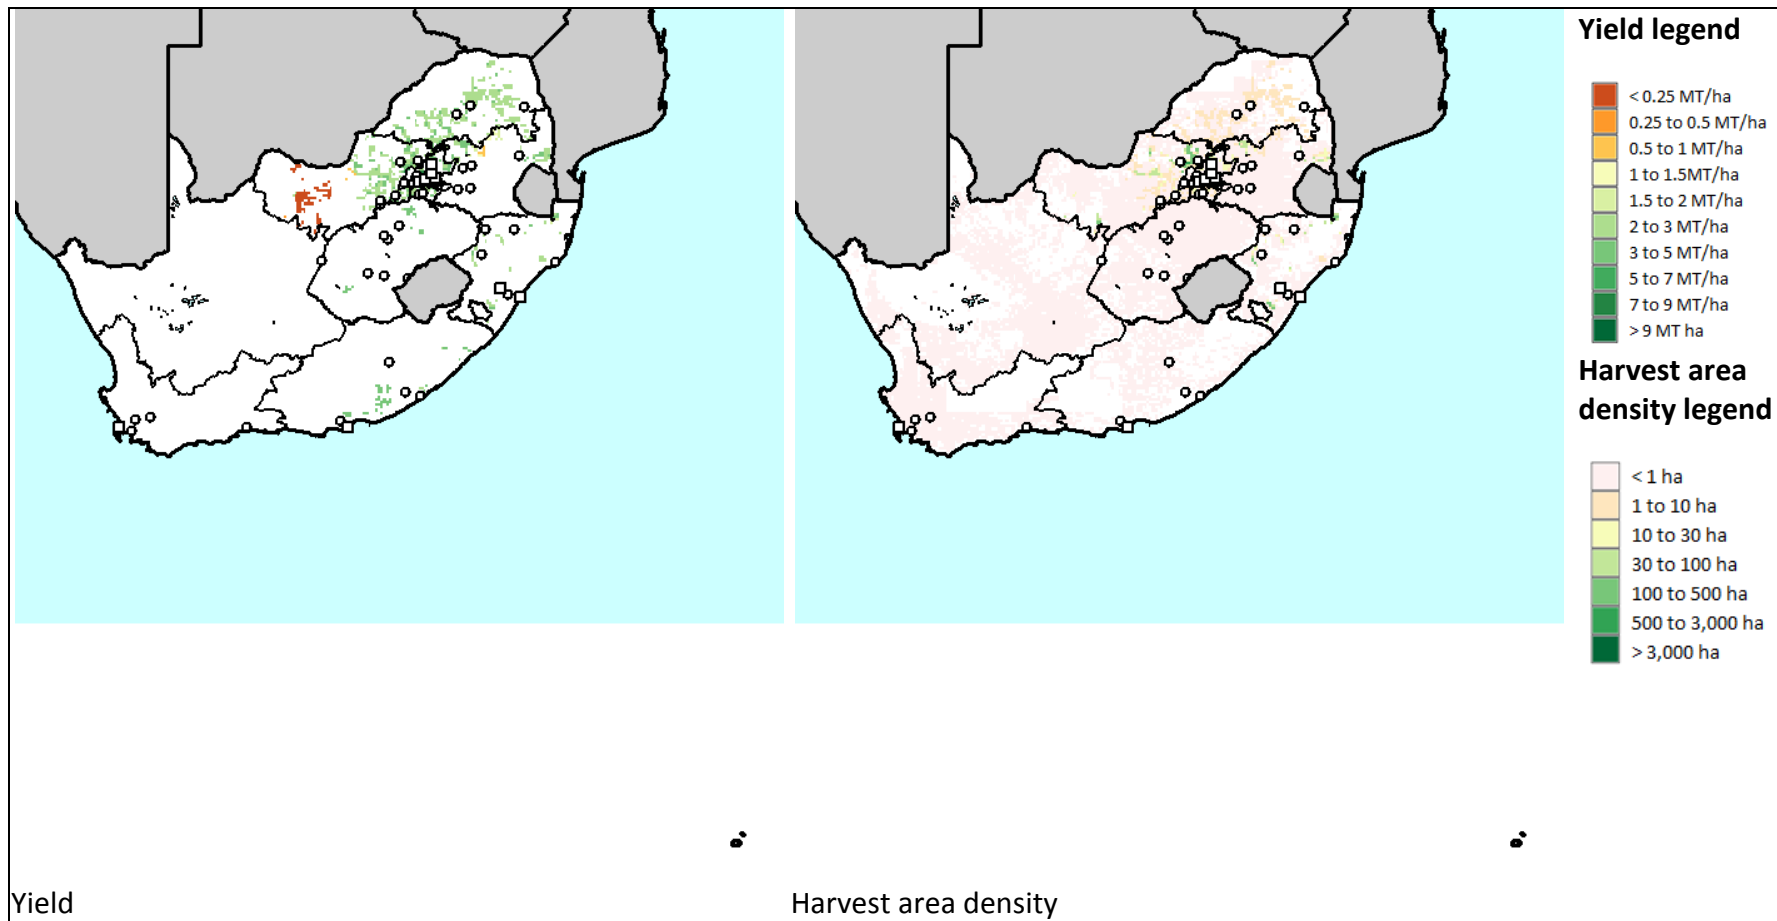 Yield legend
< 0.25 MT/ha
0.25 to 0.5 MT/ha
0.5 to 1 MT/ha
1 to 1.5MT/ha
1.5 to 2 MT/ha
2 to 3 MT/ha
3 to 5 MT/ha
5 to 7 MT/ha
7 to 9 MT/ha
> 9 MT ha
Harvest area
density legend
< 1 ha
1 to 10 ha
10 to 30 ha
30 to 100 ha
100 to 500 ha
500 to 3,000 ha
> 3,000 ha
Yield
Harvest area density